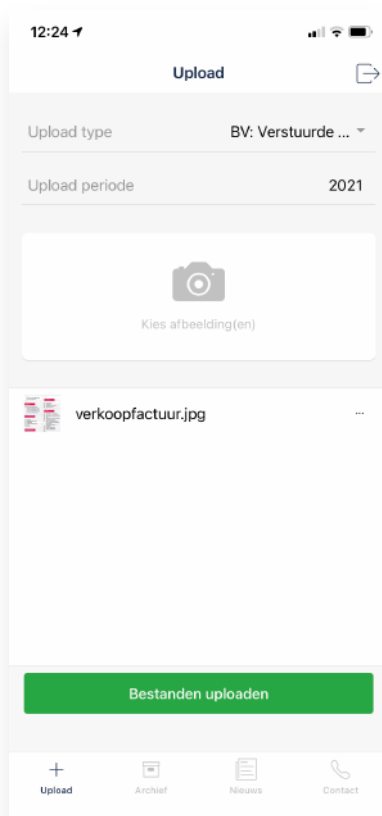 12:24
Upload
Upload type BV: Verstuurde ...
Upload periode 2021
Kies afbeelding(en)
verkoopfactuur.jpg ...
Bestanden uploaden
Upload Archief Nieuws Contact